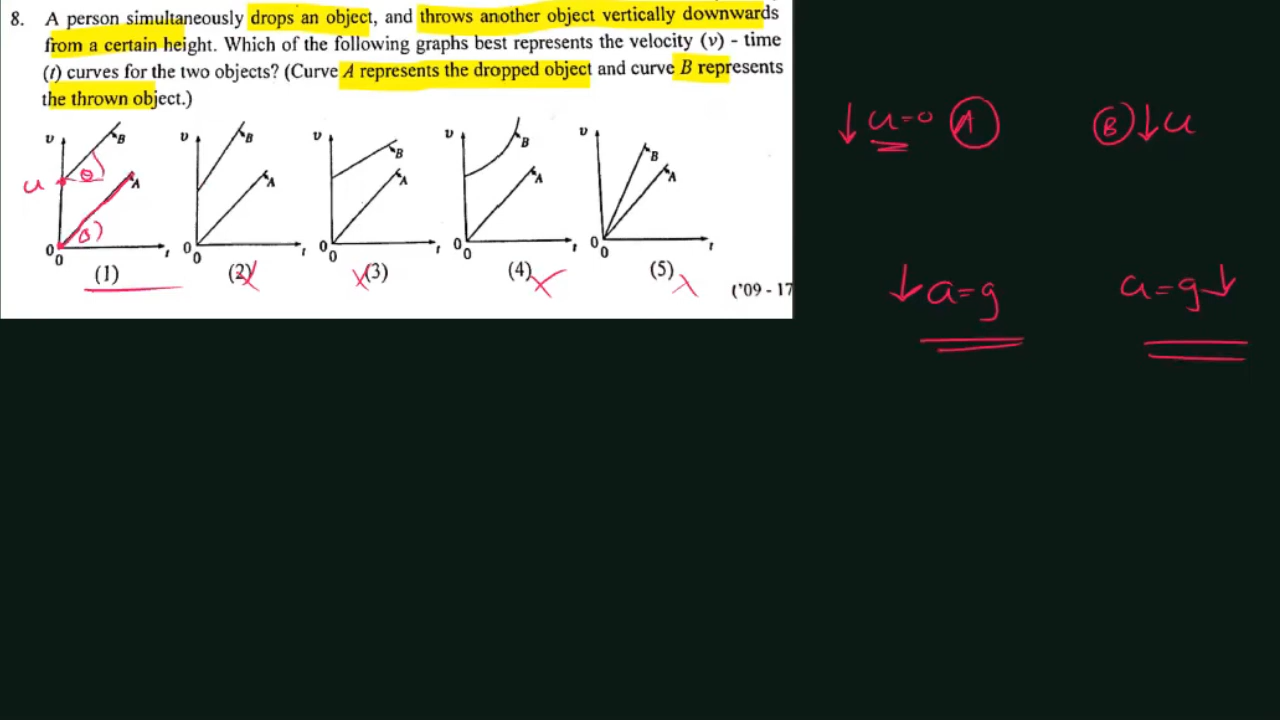 8. A person simultaneously drops an object, and throws another object vertically downwards
from a certain height. Which of the following graphs best represents the velocity (v) - time
(t) curves for the two objects? (Curve A represents the dropped object and curve B represents
the thrown object.)
v B A u θ θ 0 0 t
v B A 0 0 t
v B A 0 0 t
v B A 0 0 t
v B A 0 0 t
(1) (2) (3) (4) (5)
('09 - 17
↓ u=0 A
B ↓ u
↓ a=g
a=g ↓